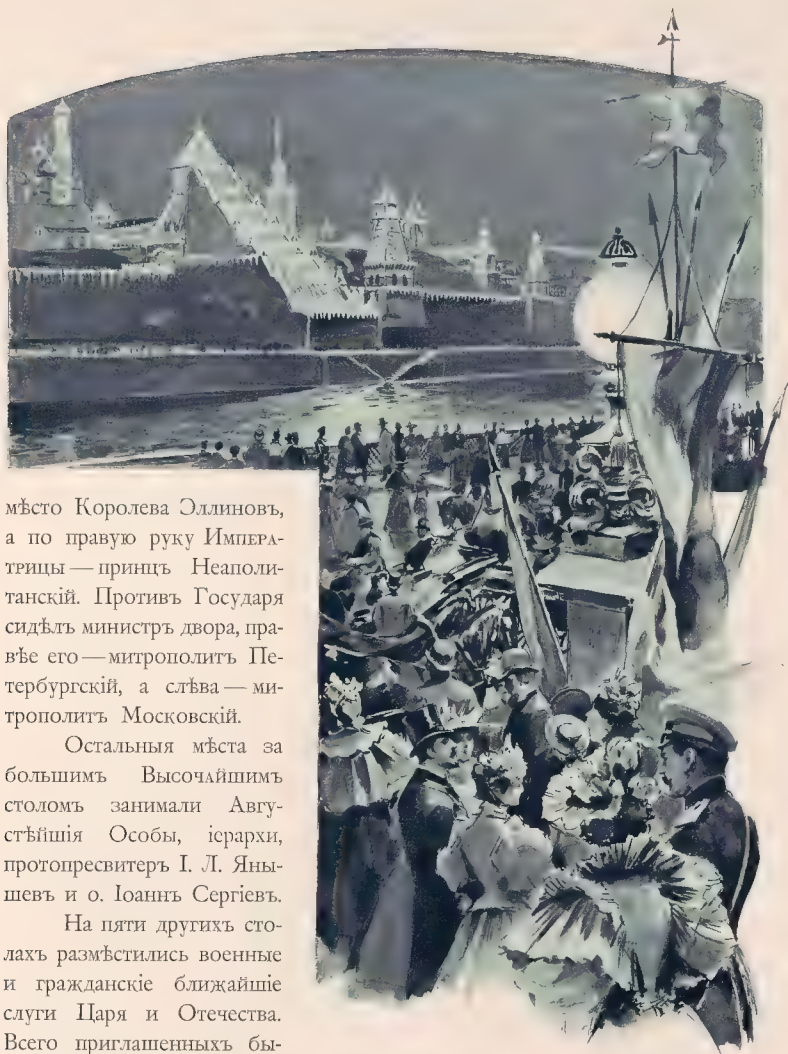 мѣсто Королева Эллиновъ,
а по правую руку Импера-
трицы — принцъ Неаполи-
танскій. Противъ Государя
сидѣлъ министръ двора, пра-
вѣе его — митрополитъ Пе-
тербургскій, а слѣва — ми-
трополитъ Московскій.
Остальныя мѣста за
большимъ Высочайшимъ
столомъ занимали Авгу-
стѣйшія Особы, іерархи,
протопресвитеръ І. Л. Яны-
шевъ и о. Іоаннъ Сергіевъ.
На пяти другихъ сто-
лахъ размѣстились военные
и гражданскіе ближайшіе
слуги Царя и Отечества.
Всего приглашенныхъ бы-